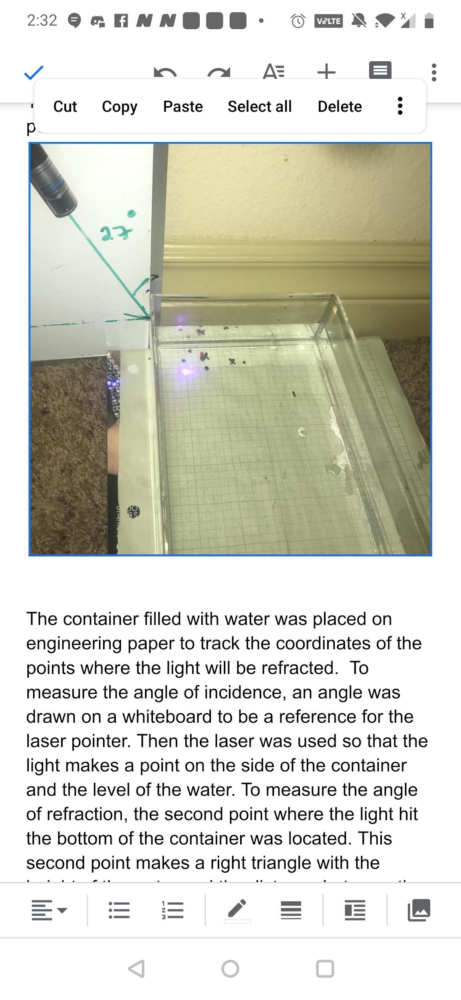 2:32
VoLTE
Cut Copy Paste Select all Delete
p
27°
The container filled with water was placed on
engineering paper to track the coordinates of the
points where the light will be refracted.  To
measure the angle of incidence, an angle was
drawn on a whiteboard to be a reference for the
laser pointer. Then the laser was used so that the
light makes a point on the side of the container
and the level of the water. To measure the angle
of refraction, the second point where the light hit
the bottom of the container was located. This
second point makes a right triangle with the